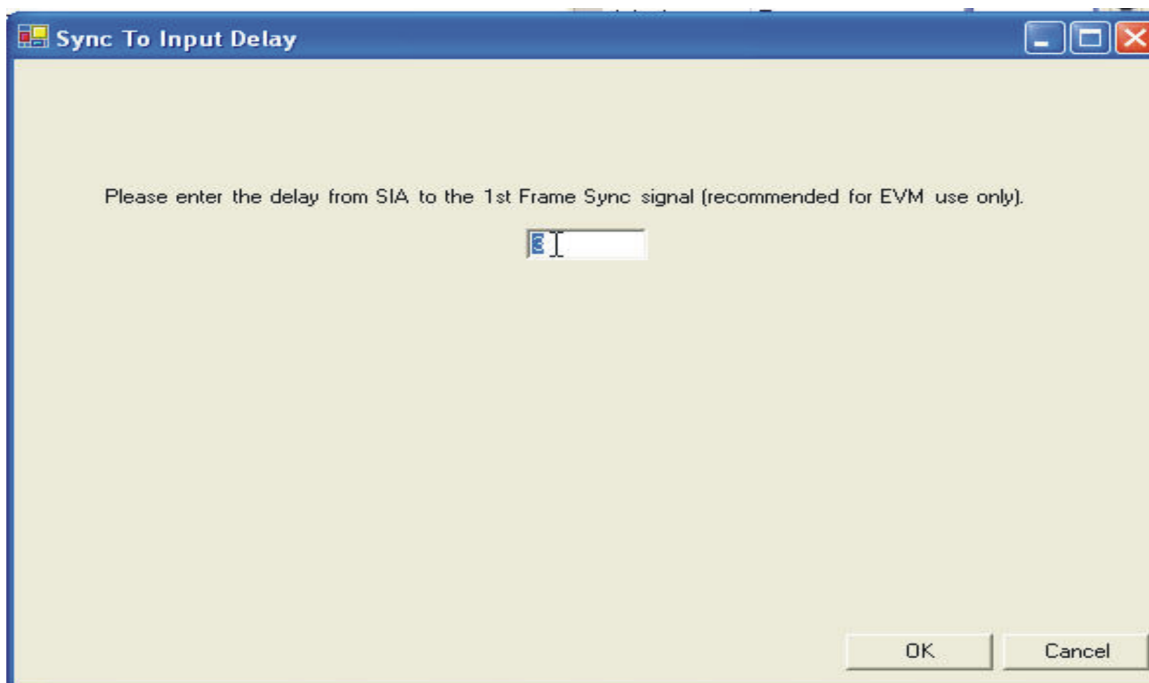 Sync To Input Delay
Please enter the delay from SIA to the 1st Frame Sync signal (recommended for EVM use only).
3
OK
Cancel